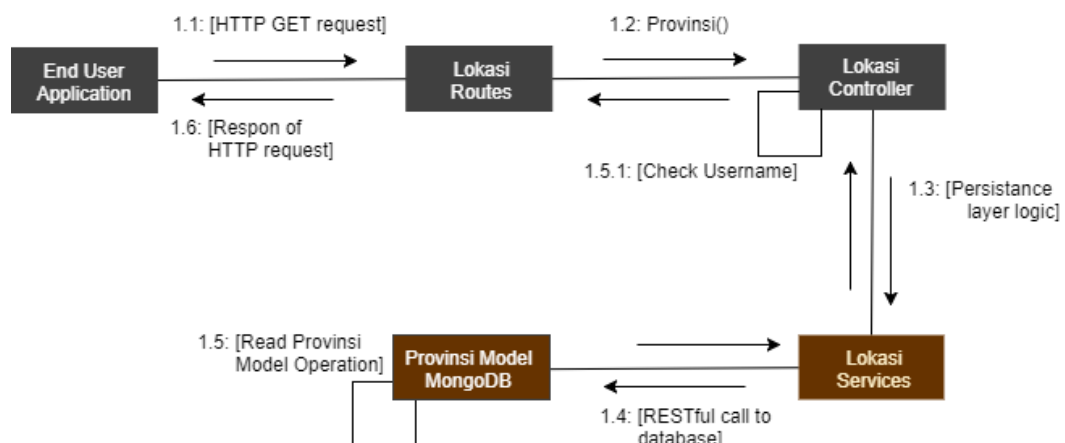 1.1: [HTTP GET request]
1.2: Provinsi()
End User
Application
Lokasi
Routes
Lokasi
Controller
1.6: [Respon of
HTTP request]
1.5.1: [Check Username]
1.3: [Persistance
layer logic]
1.5: [Read Provinsi
Model Operation]
Provinsi Model
MongoDB
Lokasi
Services
1.4: [RESTful call to
database]